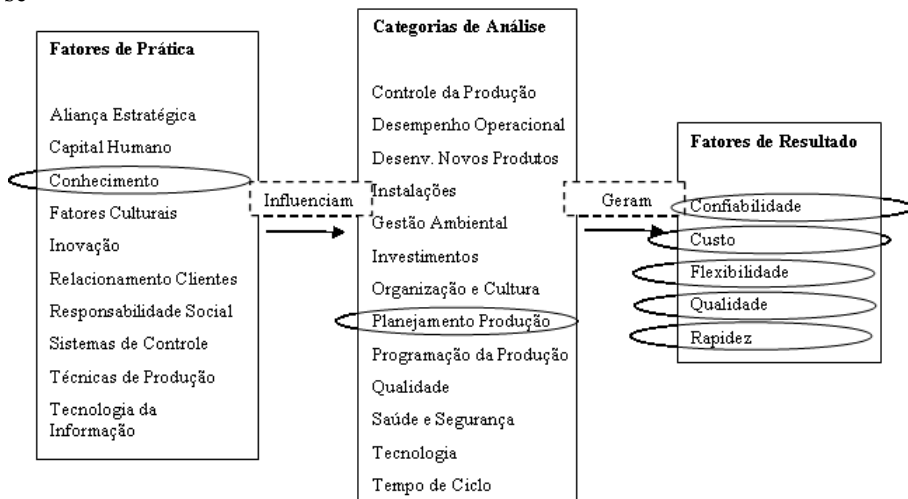 Fatores de Prática
Aliança Estratégica
Capital Humano
Conhecimento
Fatores Culturais
Inovação
Relacionamento Clientes
Responsabilidade Social
Sistemas de Controle
Técnicas de Produção
Tecnologia da
Informação
Influenciam
Categorias de Análise
Controle da Produção
Desempenho Operacional
Desenv. Novos Produtos
Instalações
Gestão Ambiental
Investimentos
Organização e Cultura
Planejamento Produção
Programação da Produção
Qualidade
Saúde e Segurança
Tecnologia
Tempo de Ciclo
Geram
Fatores de Resultado
Confiabilidade
Custo
Flexibilidade
Qualidade
Rapidez